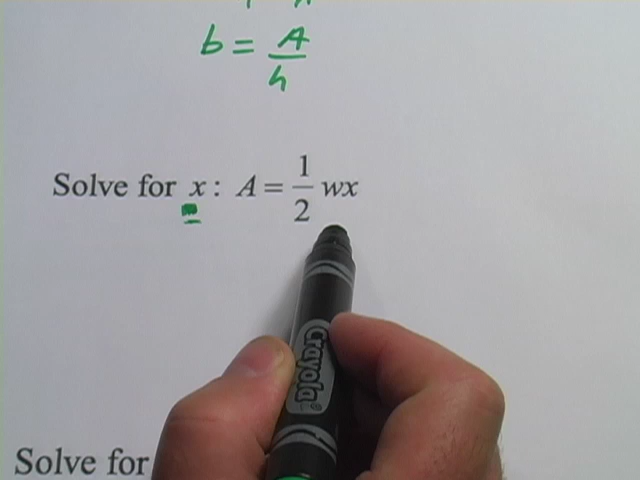 b = A/h
Solve for x: A = 1/2 wx
Crayola
Solve for